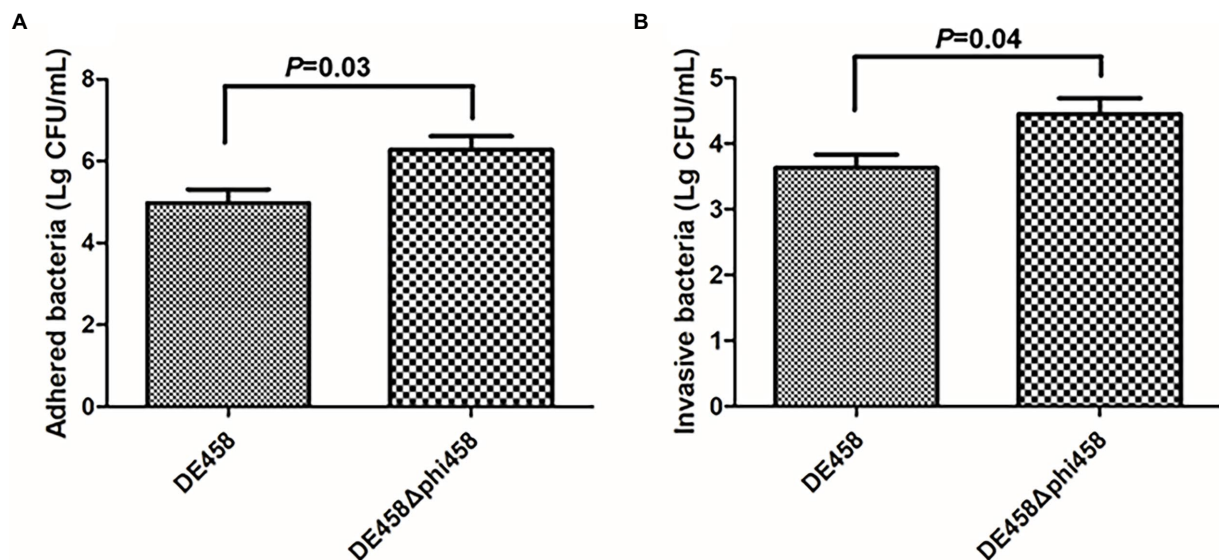 A
P=0.03
Adhered bacteria (Lg CFU/mL)
8
6
4
2
0
DE458
DE458Δphi458
B
P=0.04
Invasive bacteria (Lg CFU/mL)
5
4
3
2
1
0
DE458
DE458Δphi458